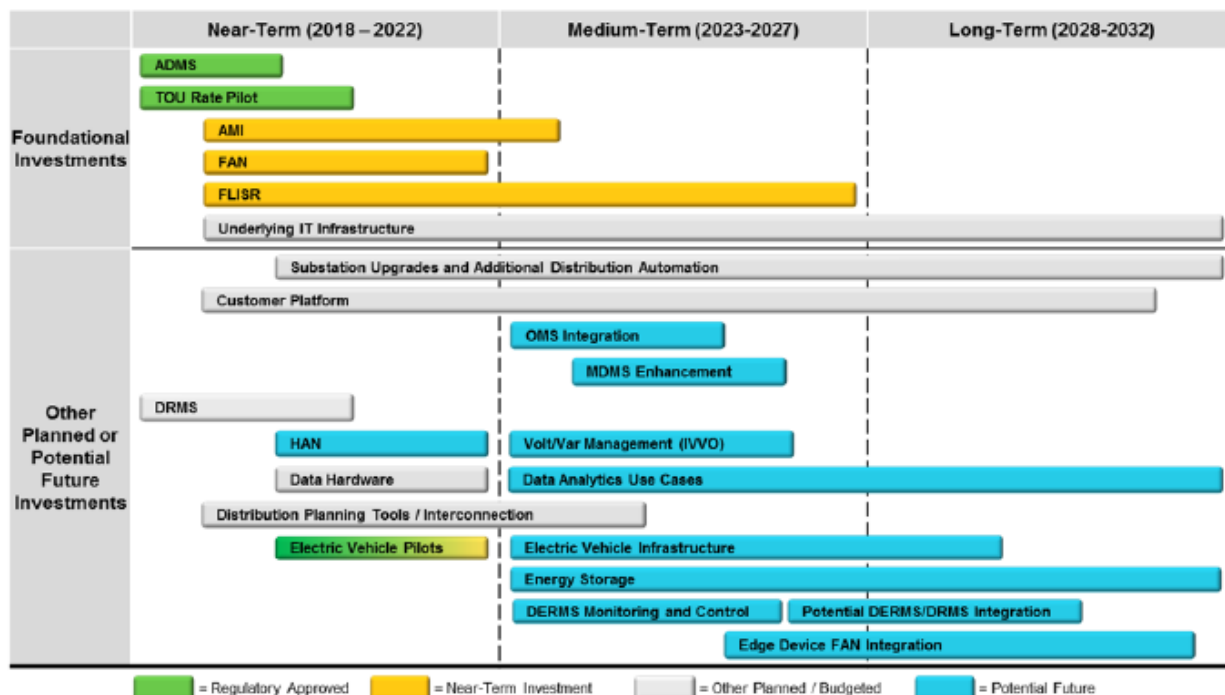 Near-Term (2018 – 2022)
Medium-Term (2023-2027)
Long-Term (2028-2032)
Foundational
Investments
ADMS
TOU Rate Pilot
AMI
FAN
FLISR
Underlying IT Infrastructure
Other
Planned or
Potential
Future
Investments
Substation Upgrades and Additional Distribution Automation
Customer Platform
OMS Integration
MDMS Enhancement
DRMS
HAN
Volt/Var Management (IVVO)
Data Hardware
Data Analytics Use Cases
Distribution Planning Tools / Interconnection
Electric Vehicle Pilots
Electric Vehicle Infrastructure
Energy Storage
DERMS Monitoring and Control
Potential DERMS/DRMS Integration
Edge Device FAN Integration
= Regulatory Approved
= Near-Term Investment
= Other Planned / Budgeted
= Potential Future